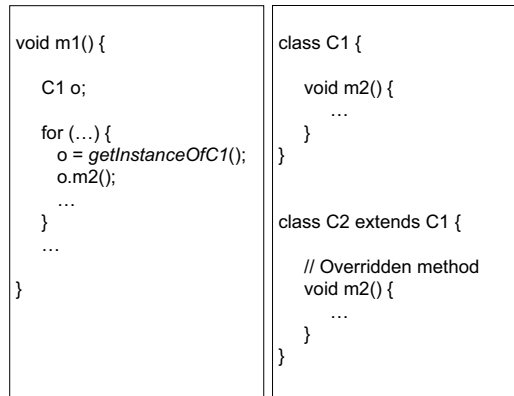 void m1() {
C1 o;
for (…) {
o = getInstanceOfC1();
o.m2();
…
}
…
}
class C1 {
void m2() {
…
}
}
class C2 extends C1 {
// Overridden method
void m2() {
…
}
}